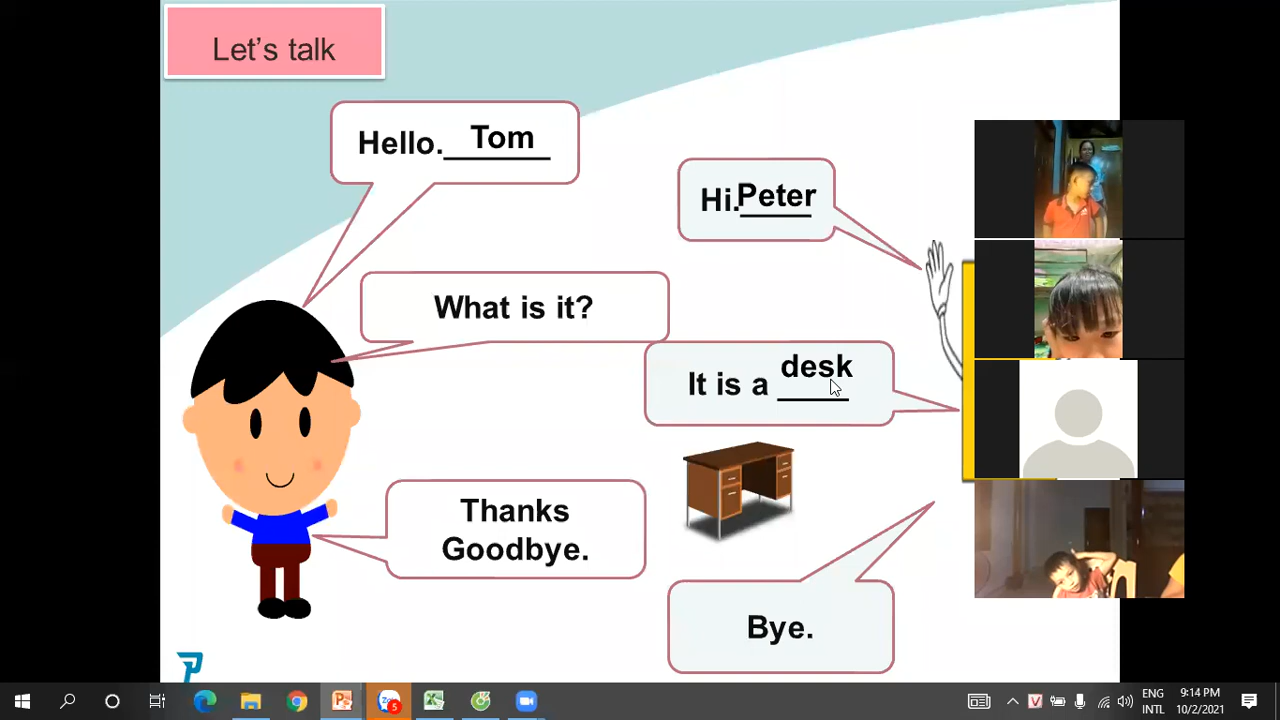 Let's talk
Hello. Tom
Hi. Peter
What is it?
It is a desk
Thanks
Goodbye.
Bye.
5
V
ENG
INTL
9:14 PM
10/2/2021